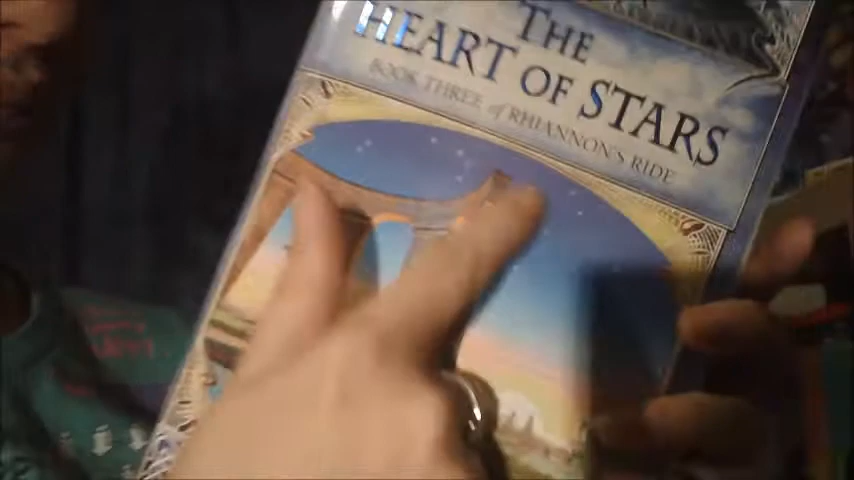 THE
HEART OF STARS
BOOK THREE of RHIANNON'S RIDE